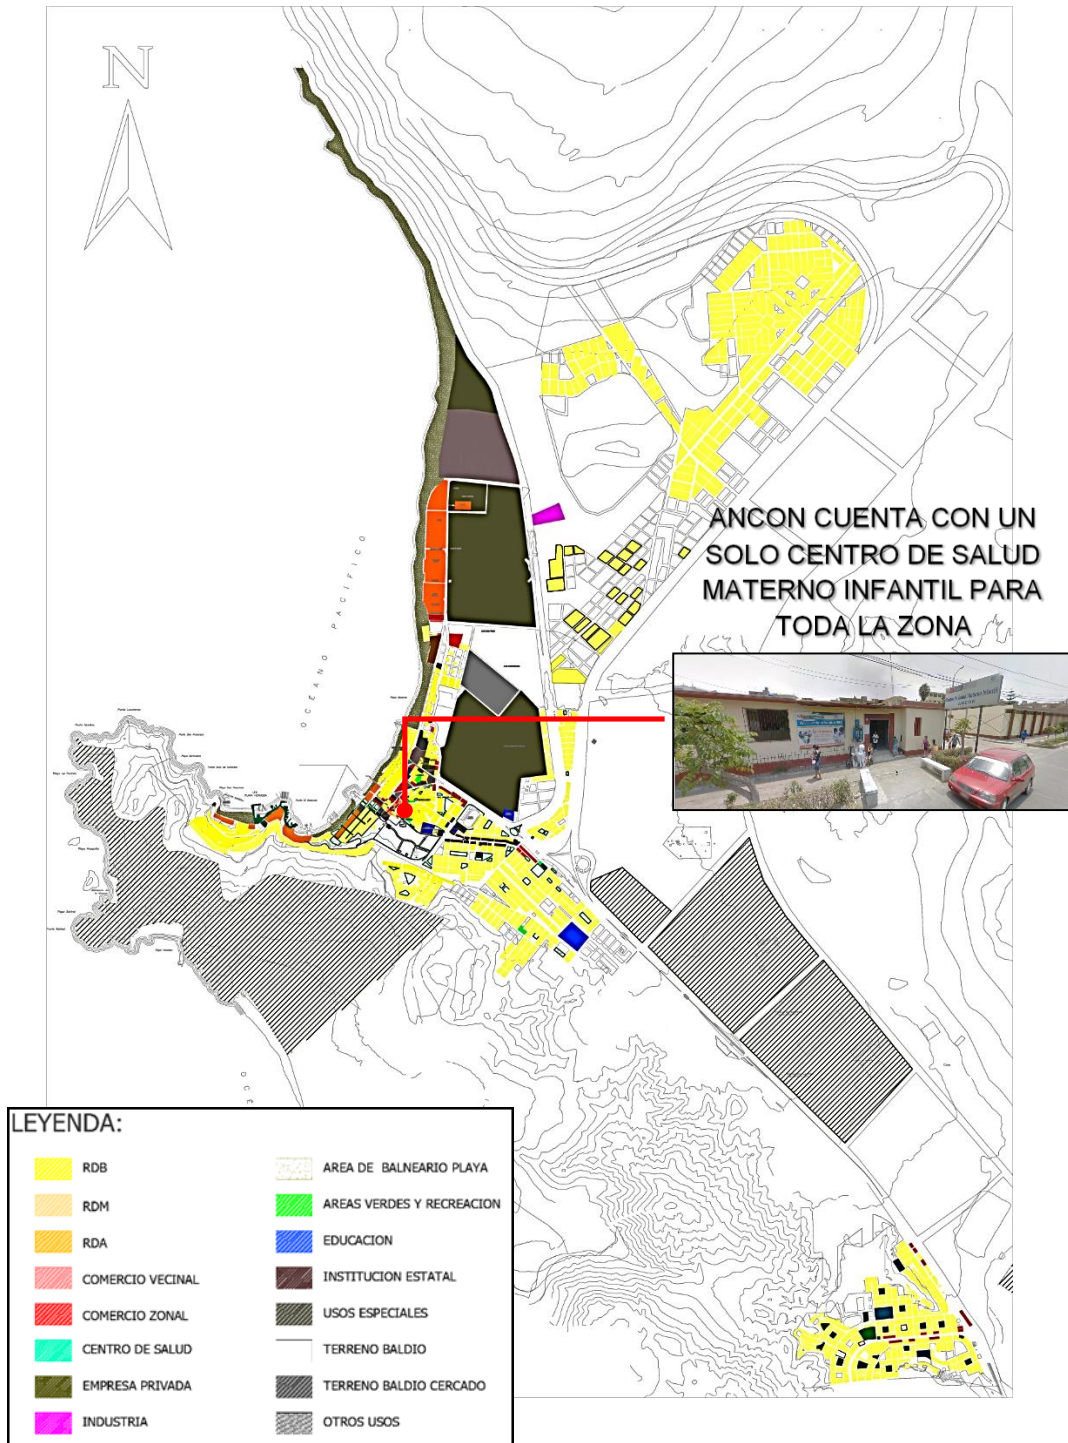 N
ANCON CUENTA CON UN
SOLO CENTRO DE SALUD
MATERNO INFANTIL PARA
TODA LA ZONA
OCEANO PACIFICO
OCE
LEYENDA:
RDB
RDM
RDA
COMERCIO VECINAL
COMERCIO ZONAL
CENTRO DE SALUD
EMPRESA PRIVADA
INDUSTRIA
AREA DE BALNEARIO PLAYA
AREAS VERDES Y RECREACION
EDUCACION
INSTITUCION ESTATAL
USOS ESPECIALES
TERRENO BALDIO
TERRENO BALDIO CERCADO
OTROS USOS